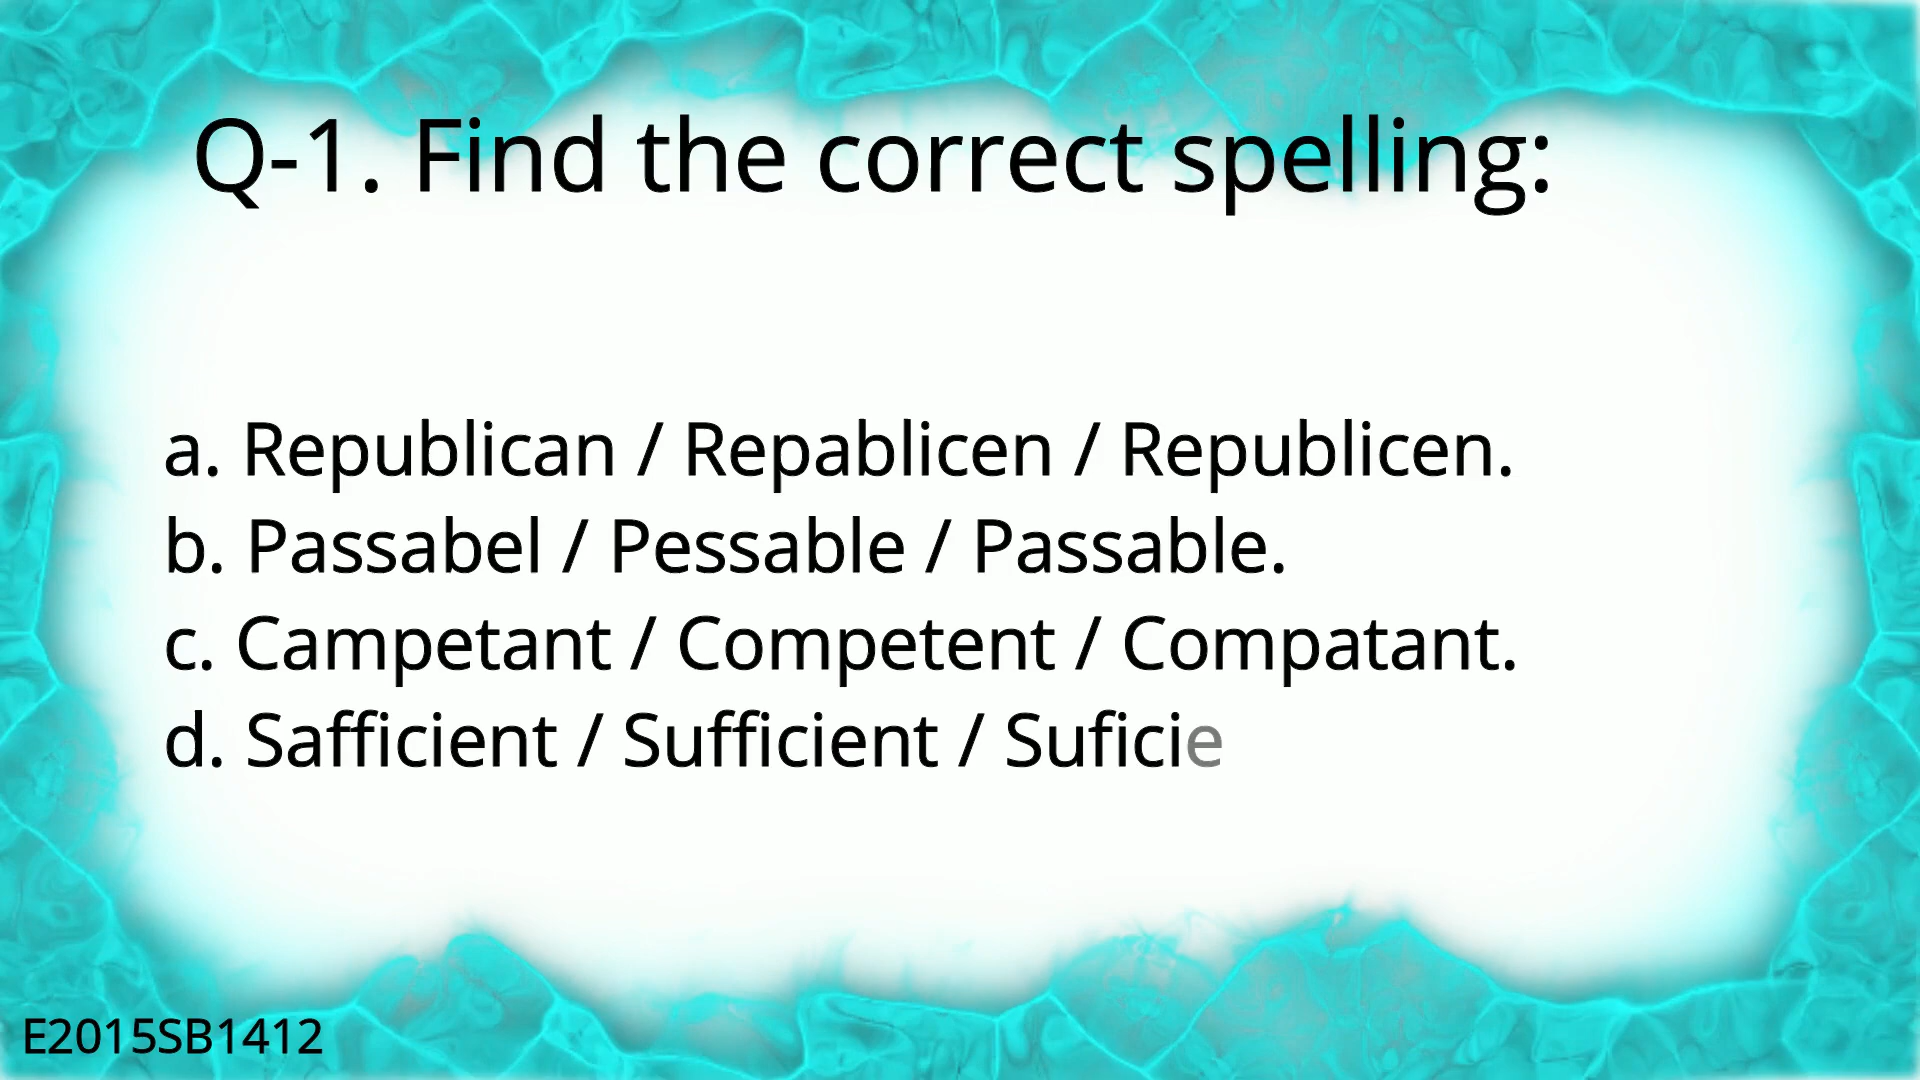 Q-1. Find the correct spelling:
a. Republican / Repablicen / Republicen.
b. Passabel / Pessable / Passable.
c. Campetant / Competent / Compatant.
d. Safficient / Sufficient / Suficie
E2015SB1412